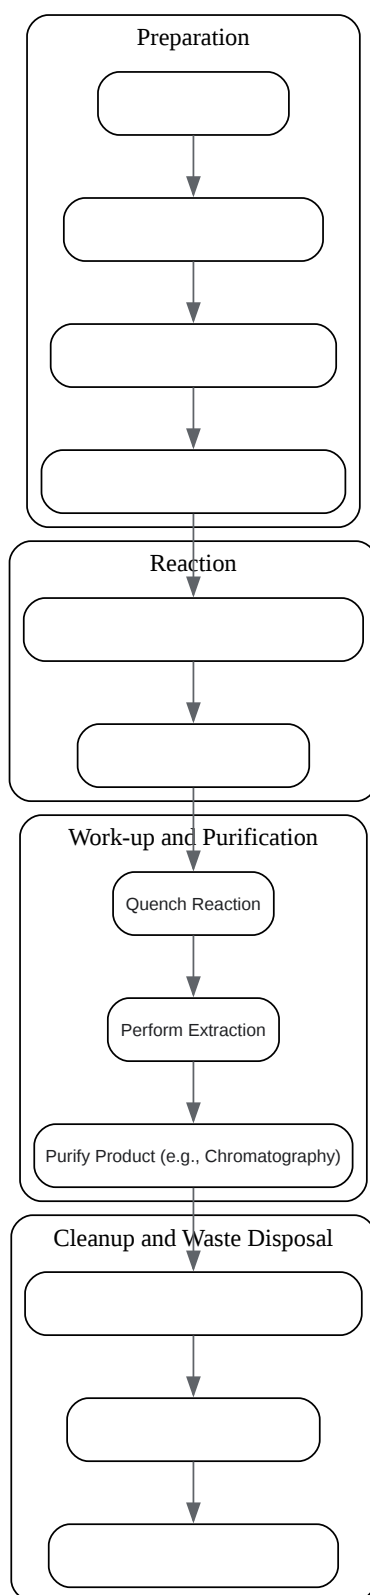 Preparation
Reaction
Work-up and Purification
Quench Reaction
Perform Extraction
Purify Product (e.g., Chromatography)
Cleanup and Waste Disposal